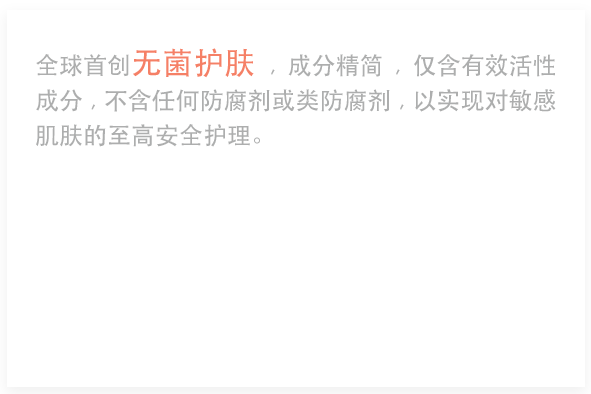 全球首创无菌护肤，成分精简，仅含有效活性
成分，不含任何防腐剂或类防腐剂，以实现对敏感
肌肤的至高安全护理。